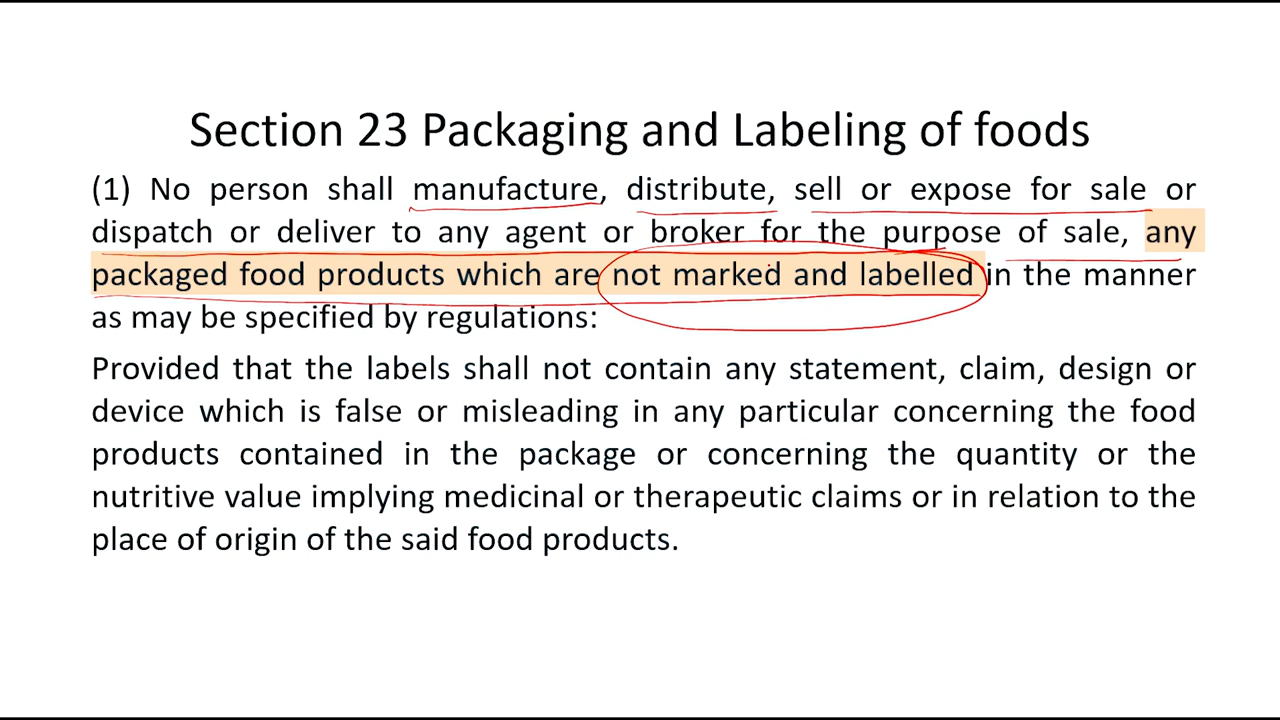 Section 23 Packaging and Labeling of foods
(1) No person shall manufacture, distribute, sell or expose for sale or
dispatch or deliver to any agent or broker for the purpose of sale, any
packaged food products which are not marked and labelled in the manner
as may be specified by regulations:
Provided that the labels shall not contain any statement, claim, design or
device which is false or misleading in any particular concerning the food
products contained in the package or concerning the quantity or the
nutritive value implying medicinal or therapeutic claims or in relation to the
place of origin of the said food products.